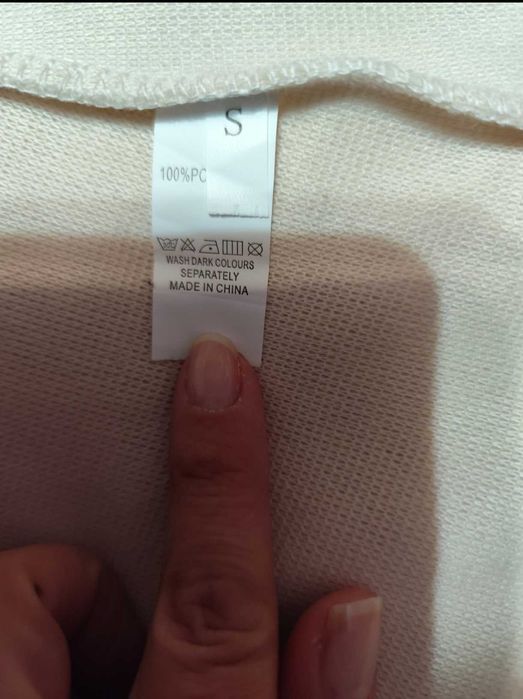 S
100%PC
WASH DARK COLOURS
SEPARATELY
MADE IN CHINA